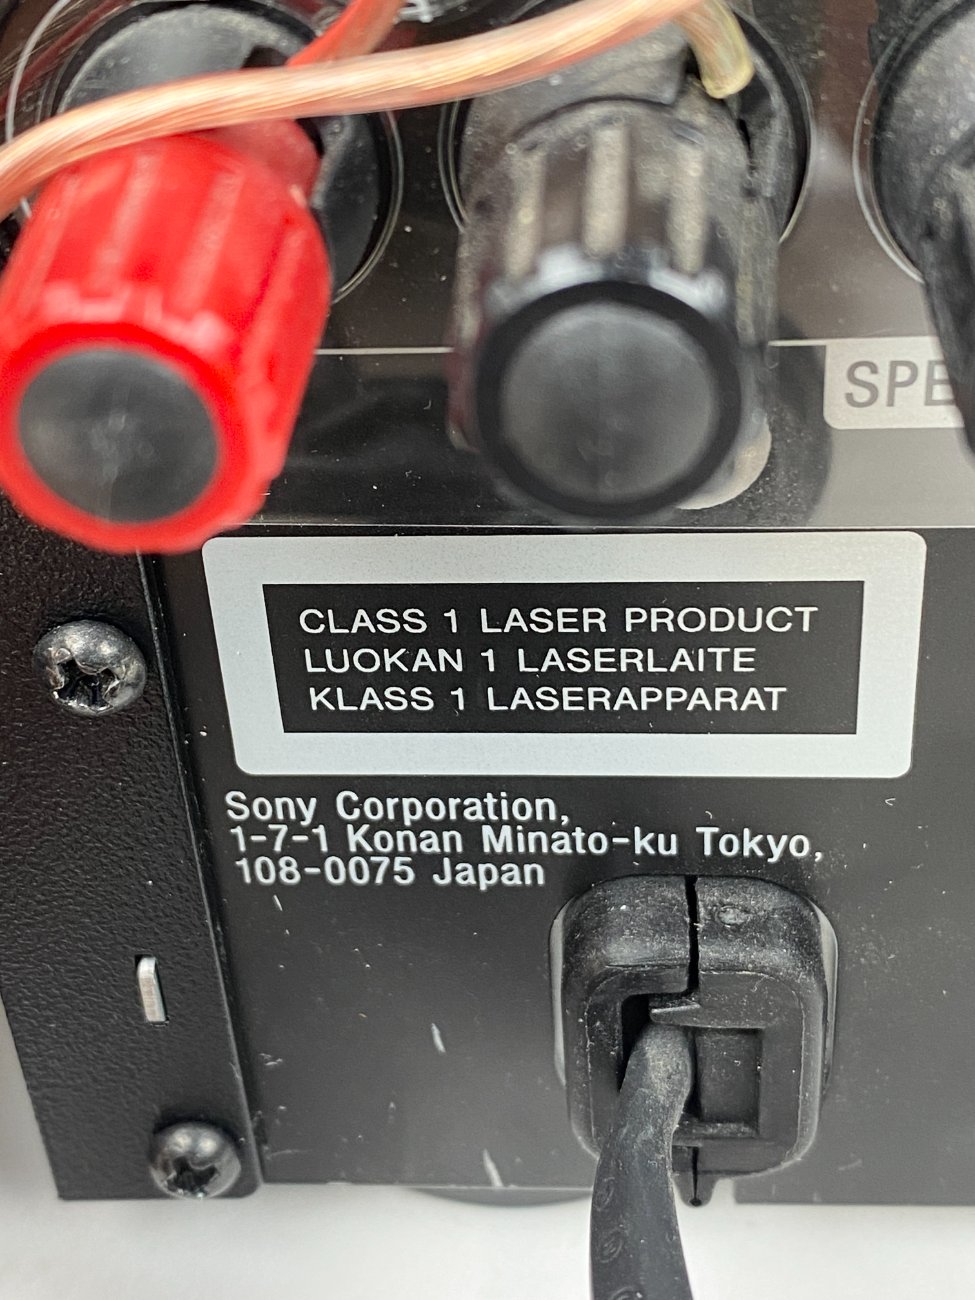 CLASS 1 LASER PRODUCT
LUOKAN 1 LASERLAITE
KLASS 1 LASERAPPARAT
Sony Corporation,
1-7-1 Konan Minato-ku Tokyo,
108-0075 Japan